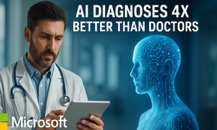 AI DIAGNOSES 4X
BETTER THAN DOCTORS
Microsoft